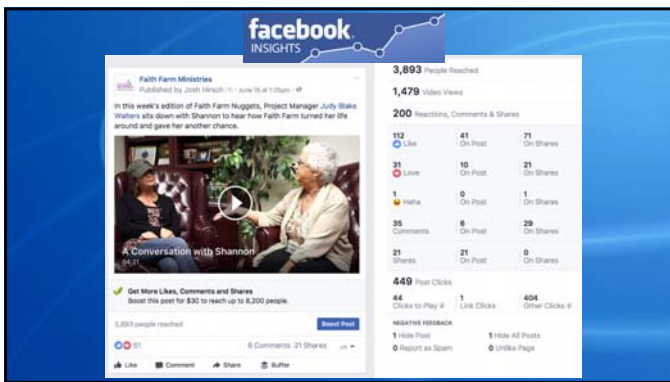 facebook
INSIGHTS
Faith Farm Ministries
Published by Josh Hirsch · June 15 at 1:05pm ·
In this week's edition of Faith Farm Nuggets, Project Manager Judy Blake
Walters sits down with Shannon to hear how Faith Farm turned her life
around and gave her another chance.
A Conversation with Shannon
04:21
Get More Likes, Comments and Shares
Boost this post for $30 to reach up to 8,200 people.
3,893 people reached
Boost Post
51
6 Comments 21 Shares
Like Comment Share Buffer
3,893 People Reached
1,479 Video Views
200 Reactions, Comments & Shares
112 41 71
Like On Post On Shares
31 10 21
Love On Post On Shares
1 0 1
Haha On Post On Shares
35 6 29
Comments On Post On Shares
21 21 0
Shares On Post On Shares
449 Post Clicks
44 1 404
Clicks to Play Link Clicks Other Clicks
NEGATIVE FEEDBACK
1 Hide Post 1 Hide All Posts
0 Report as Spam 0 Unlike Page